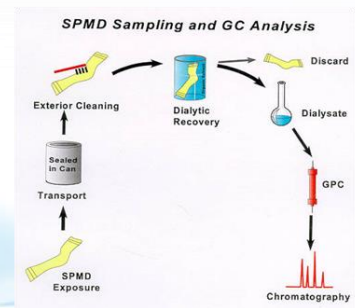 SPMD Sampling and GC Analysis
Discard
Exterior Cleaning
Dialytic
Recovery
Dialysate
Sealed
in Can
GPC
Transport
SPMD
Exposure
Chromatography